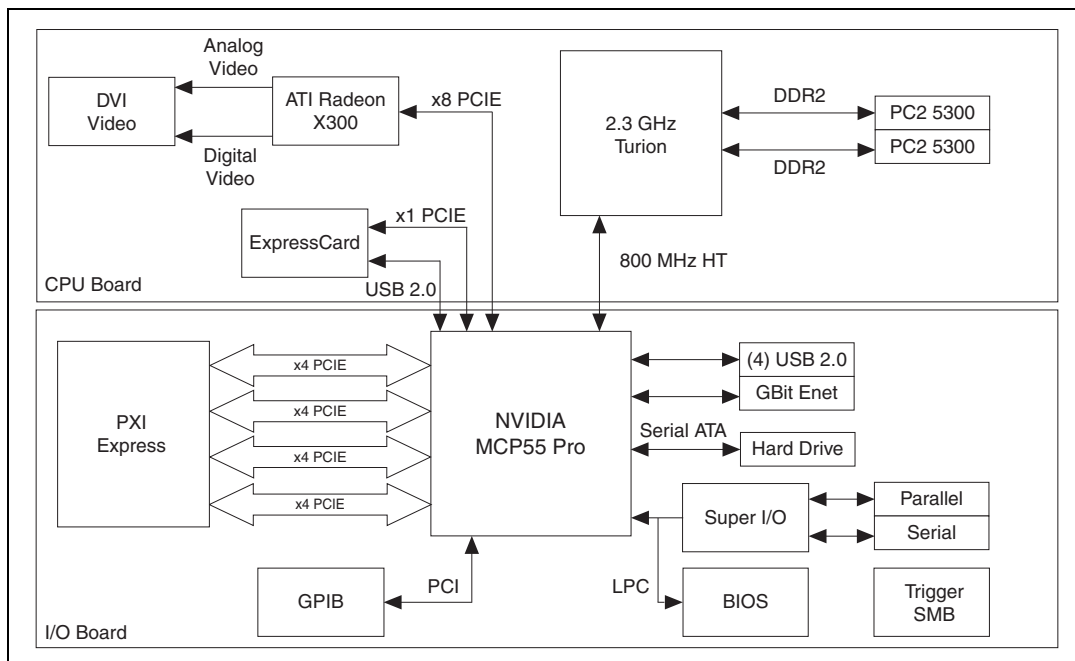 Analog
Video
DVI
Video
ATI Radeon
X300
Digital
Video
x8 PCIE
2.3 GHz
Turion
DDR2
DDR2
PC2 5300
PC2 5300
ExpressCard
x1 PCIE
USB 2.0
800 MHz HT
CPU Board
PXI
Express
x4 PCIE
x4 PCIE
x4 PCIE
x4 PCIE
NVIDIA
MCP55 Pro
(4) USB 2.0
GBit Enet
Serial ATA
Hard Drive
Super I/O
Parallel
Serial
GPIB
PCI
LPC
BIOS
Trigger
SMB
I/O Board